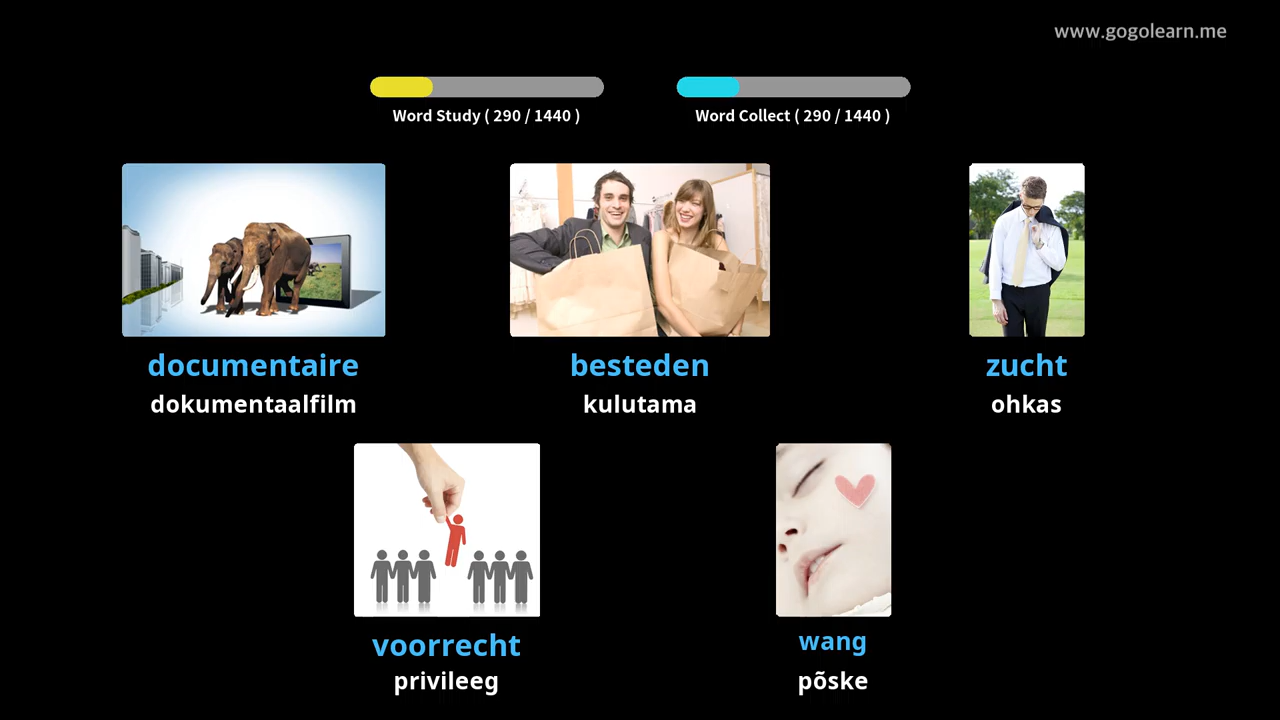 www.gogolearn.me
Word Study ( 290 / 1440 )
Word Collect ( 290 / 1440 )
documentaire
dokumentaalfilm
besteden
kulutama
zucht
ohkas
voorrecht
privileeg
wang
põske